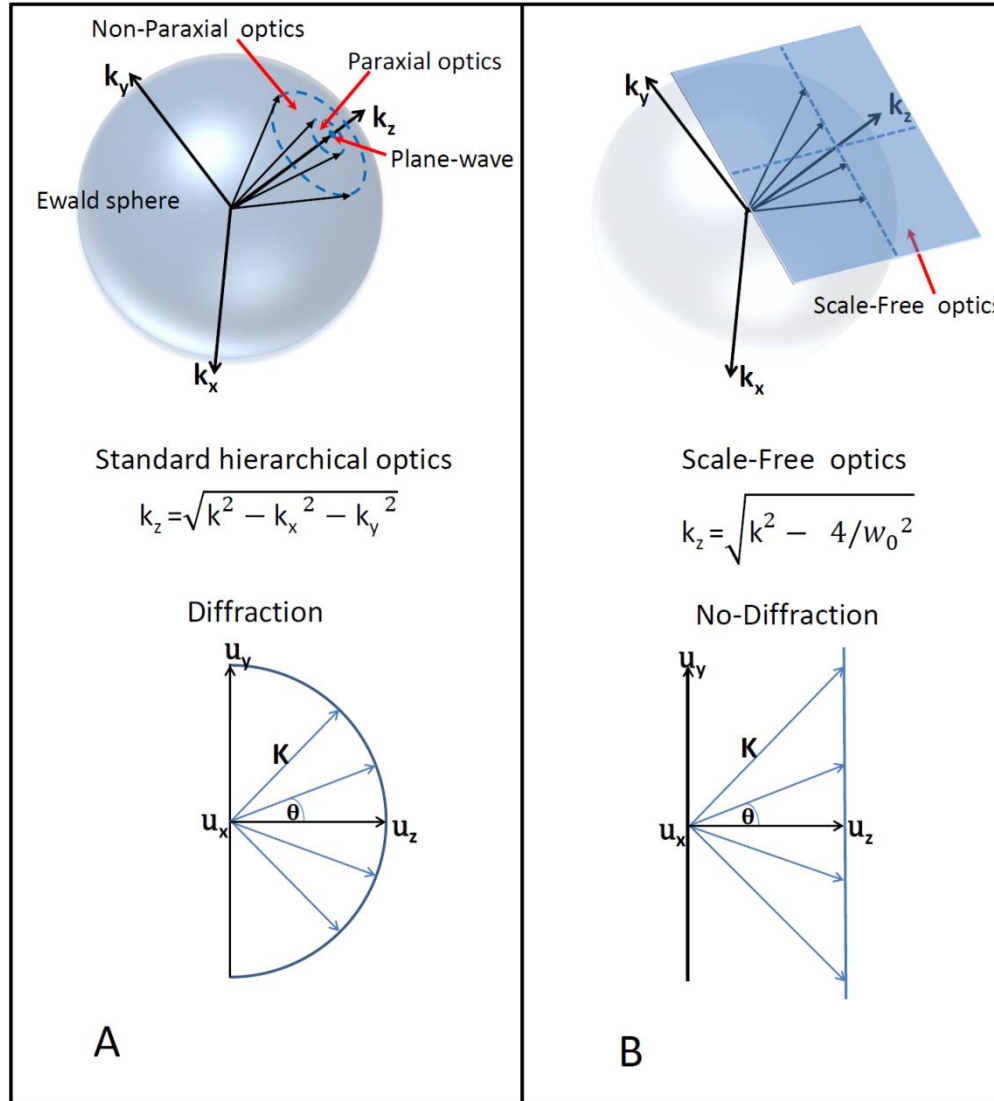 Non-Paraxial optics
Paraxial optics
k_y
k_z
Plane-wave
Ewald sphere
k_x
Standard hierarchical optics
k_z = √(k² − k_x² − k_y²)
Diffraction
u_y
K
θ
u_x
u_z
A
k_y
k_z
Scale-Free optics
k_x
Scale-Free optics
k_z = √(k² − 4/w₀²)
No-Diffraction
u_y
K
θ
u_x
u_z
B